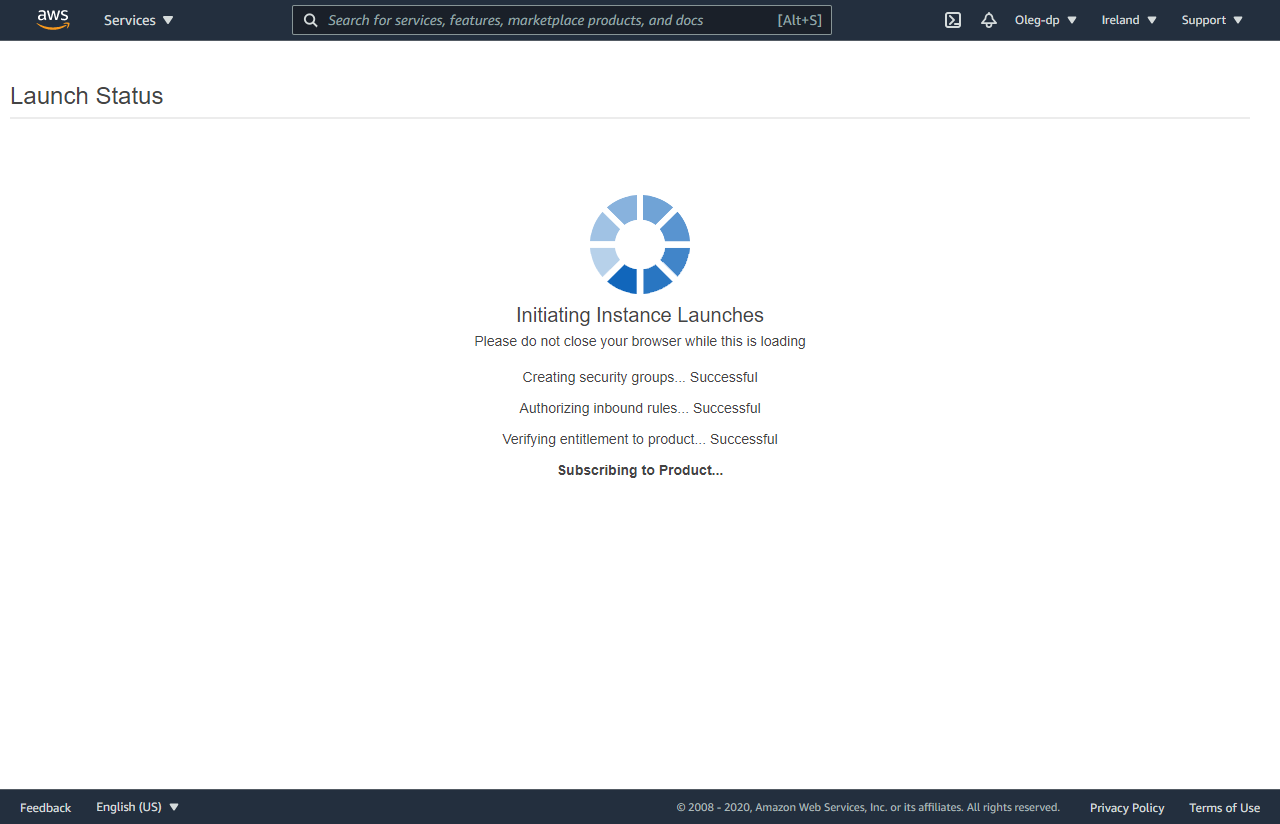 aws Services Search for services, features, marketplace products, and docs [Alt+S] Oleg-dp Ireland Support
Launch Status
Initiating Instance Launches
Please do not close your browser while this is loading
Creating security groups... Successful
Authorizing inbound rules... Successful
Verifying entitlement to product... Successful
Subscribing to Product...
Feedback English (US) © 2008 - 2020, Amazon Web Services, Inc. or its affiliates. All rights reserved. Privacy Policy Terms of Use